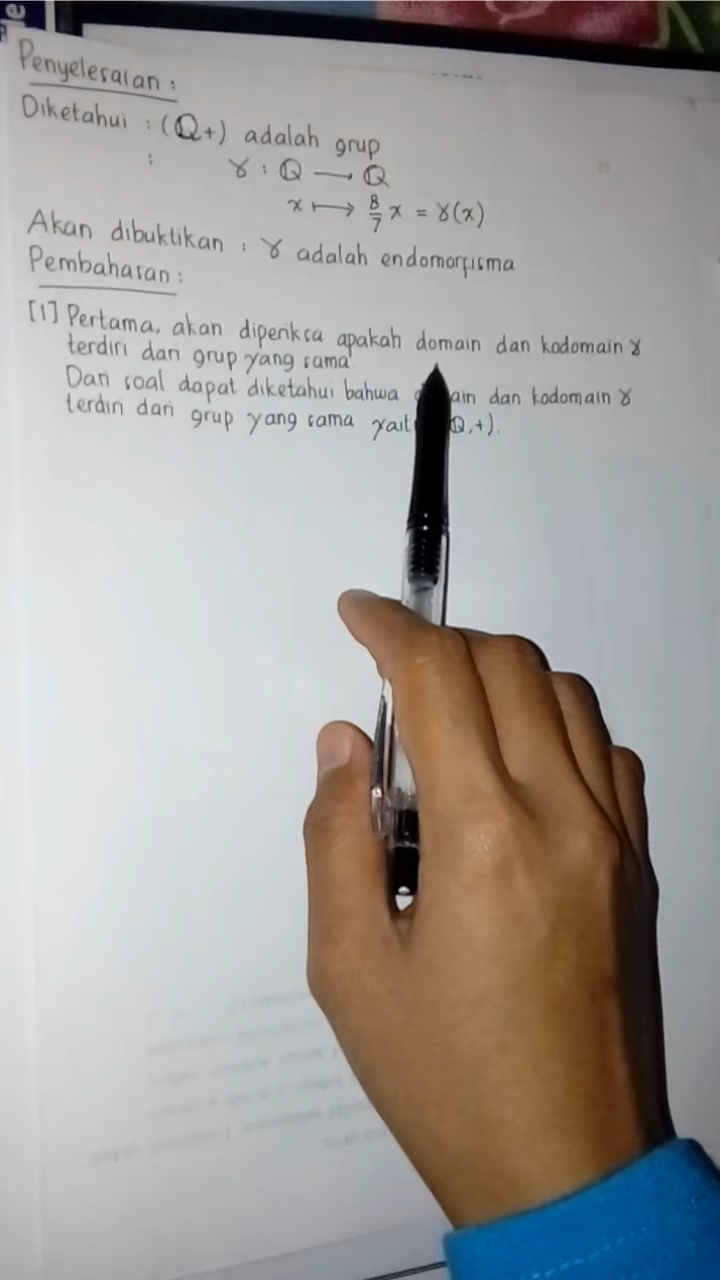 Penyelesaian :
Diketahui : (Q+) adalah grup
: γ : Q → Q
x ↦ 8/7 x = γ(x)
Akan dibuktikan : γ adalah endomorfisma
Pembahasan :
[1] Pertama, akan diperiksa apakah domain dan kodomain γ
terdiri dari grup yang sama
Dari soal dapat diketahui bahwa ain dan kodomain γ
terdiri dari grup yang sama yait Q,+).